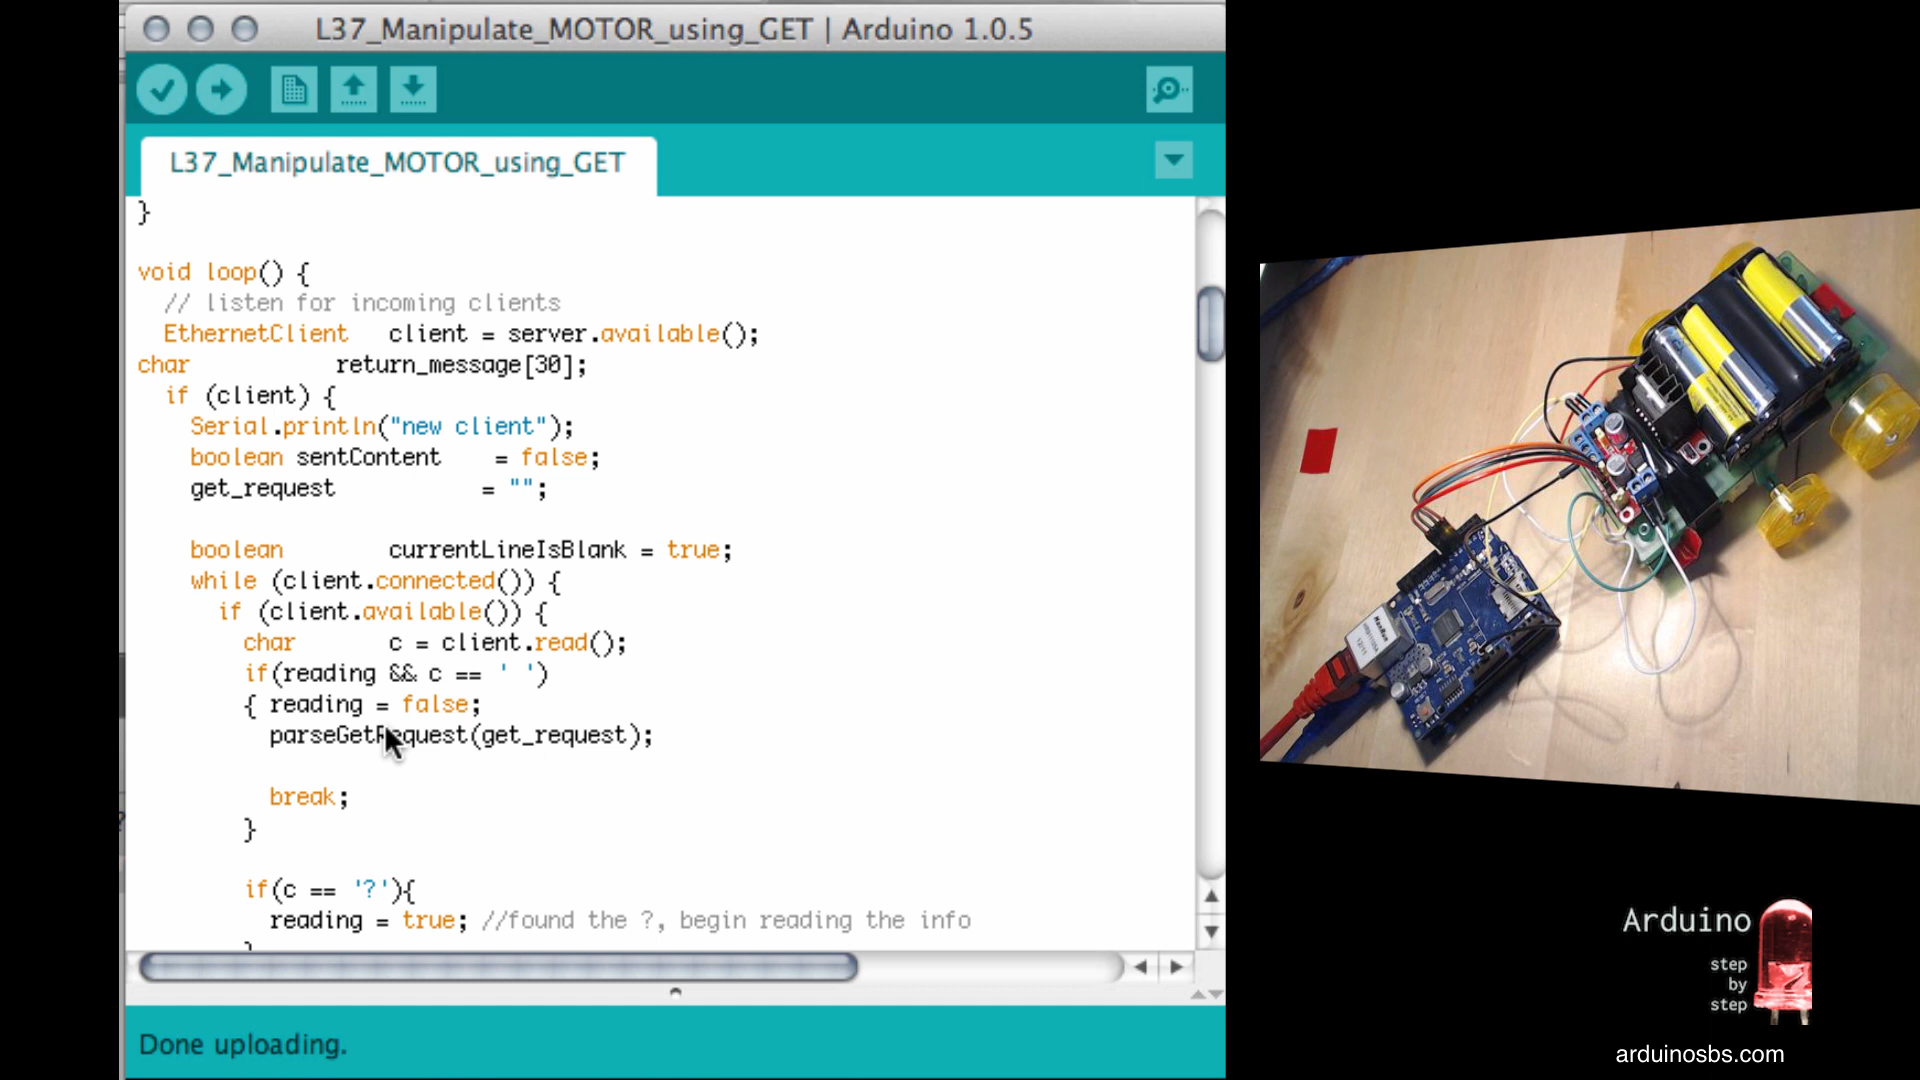 L37_Manipulate_MOTOR_using_GET | Arduino 1.0.5
L37_Manipulate_MOTOR_using_GET
}
void loop() {
// listen for incoming clients
EthernetClient client = server.available();
char return_message[30];
if (client) {
Serial.println("new client");
boolean sentContent = false;
get_request = "";
boolean currentLineIsBlank = true;
while (client.connected()) {
if (client.available()) {
char c = client.read();
if(reading && c == ' ')
{ reading = false;
parseGetRequest(get_request);
break;
}
if(c == '?'){
reading = true; //found the ?, begin reading the info
Done uploading.
HanRun
Arduino
step
by
step
arduinosbs.com